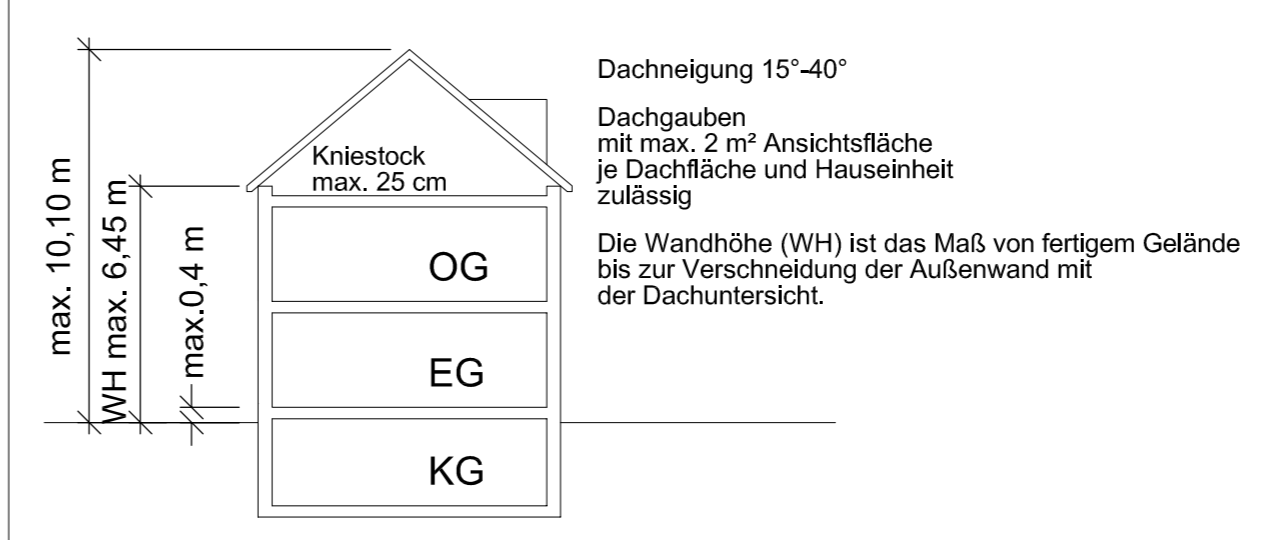 max. 10,10 m
WH max. 6,45 m
max.0,4 m
Kniestock
max. 25 cm
OG
EG
KG
Dachneigung 15°-40°
Dachgauben
mit max. 2 m² Ansichtsfläche
je Dachfläche und Hauseinheit
zulässig
Die Wandhöhe (WH) ist das Maß von fertigem Gelände
bis zur Verschneidung der Außenwand mit
der Dachuntersicht.